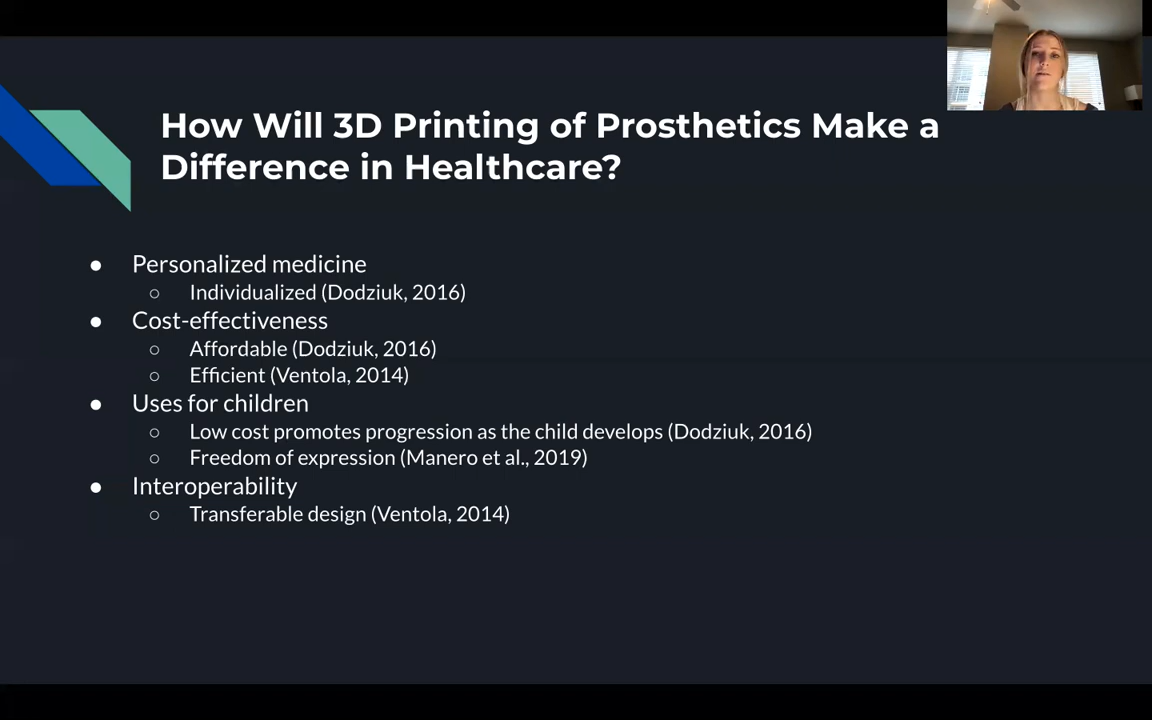 How Will 3D Printing of Prosthetics Make a
Difference in Healthcare?
● Personalized medicine
○ Individualized (Dodziuk, 2016)
● Cost-effectiveness
○ Affordable (Dodziuk, 2016)
○ Efficient (Ventola, 2014)
● Uses for children
○ Low cost promotes progression as the child develops (Dodziuk, 2016)
○ Freedom of expression (Manero et al., 2019)
● Interoperability
○ Transferable design (Ventola, 2014)